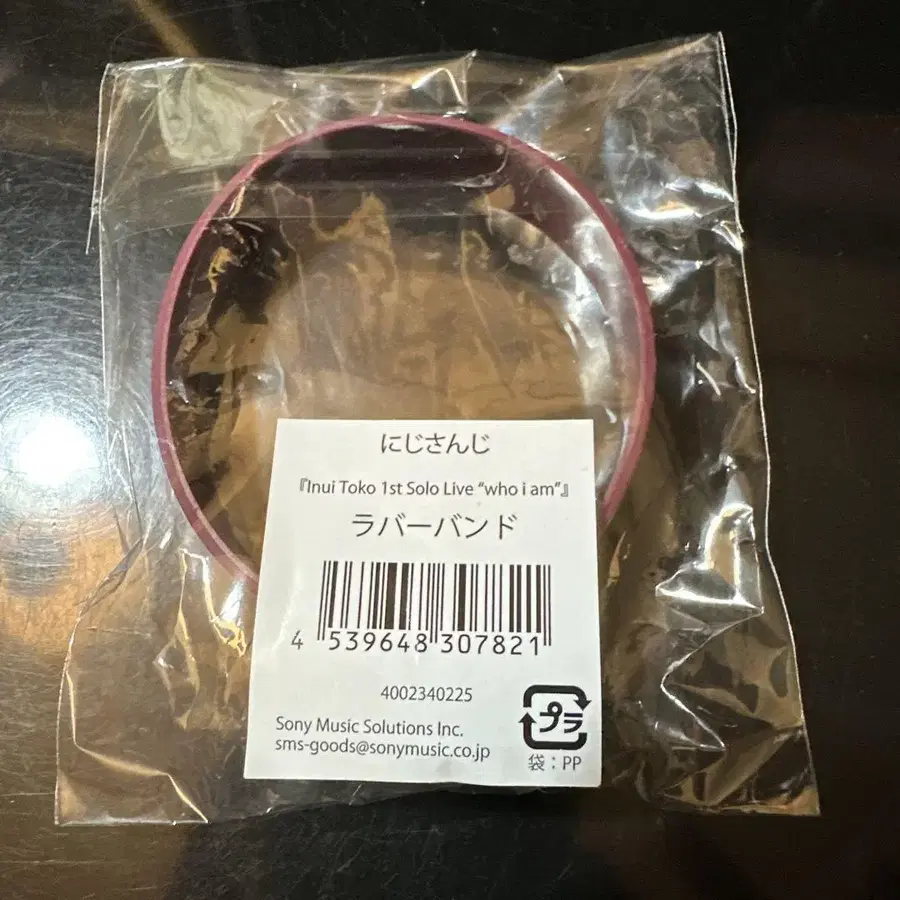 にじさんじ
『Inui Toko 1st Solo Live “who i am”』
ラバーバンド
4 539648 307821
4002340225
Sony Music Solutions Inc.
sms-goods@sonymusic.co.jp
プラ
袋：PP